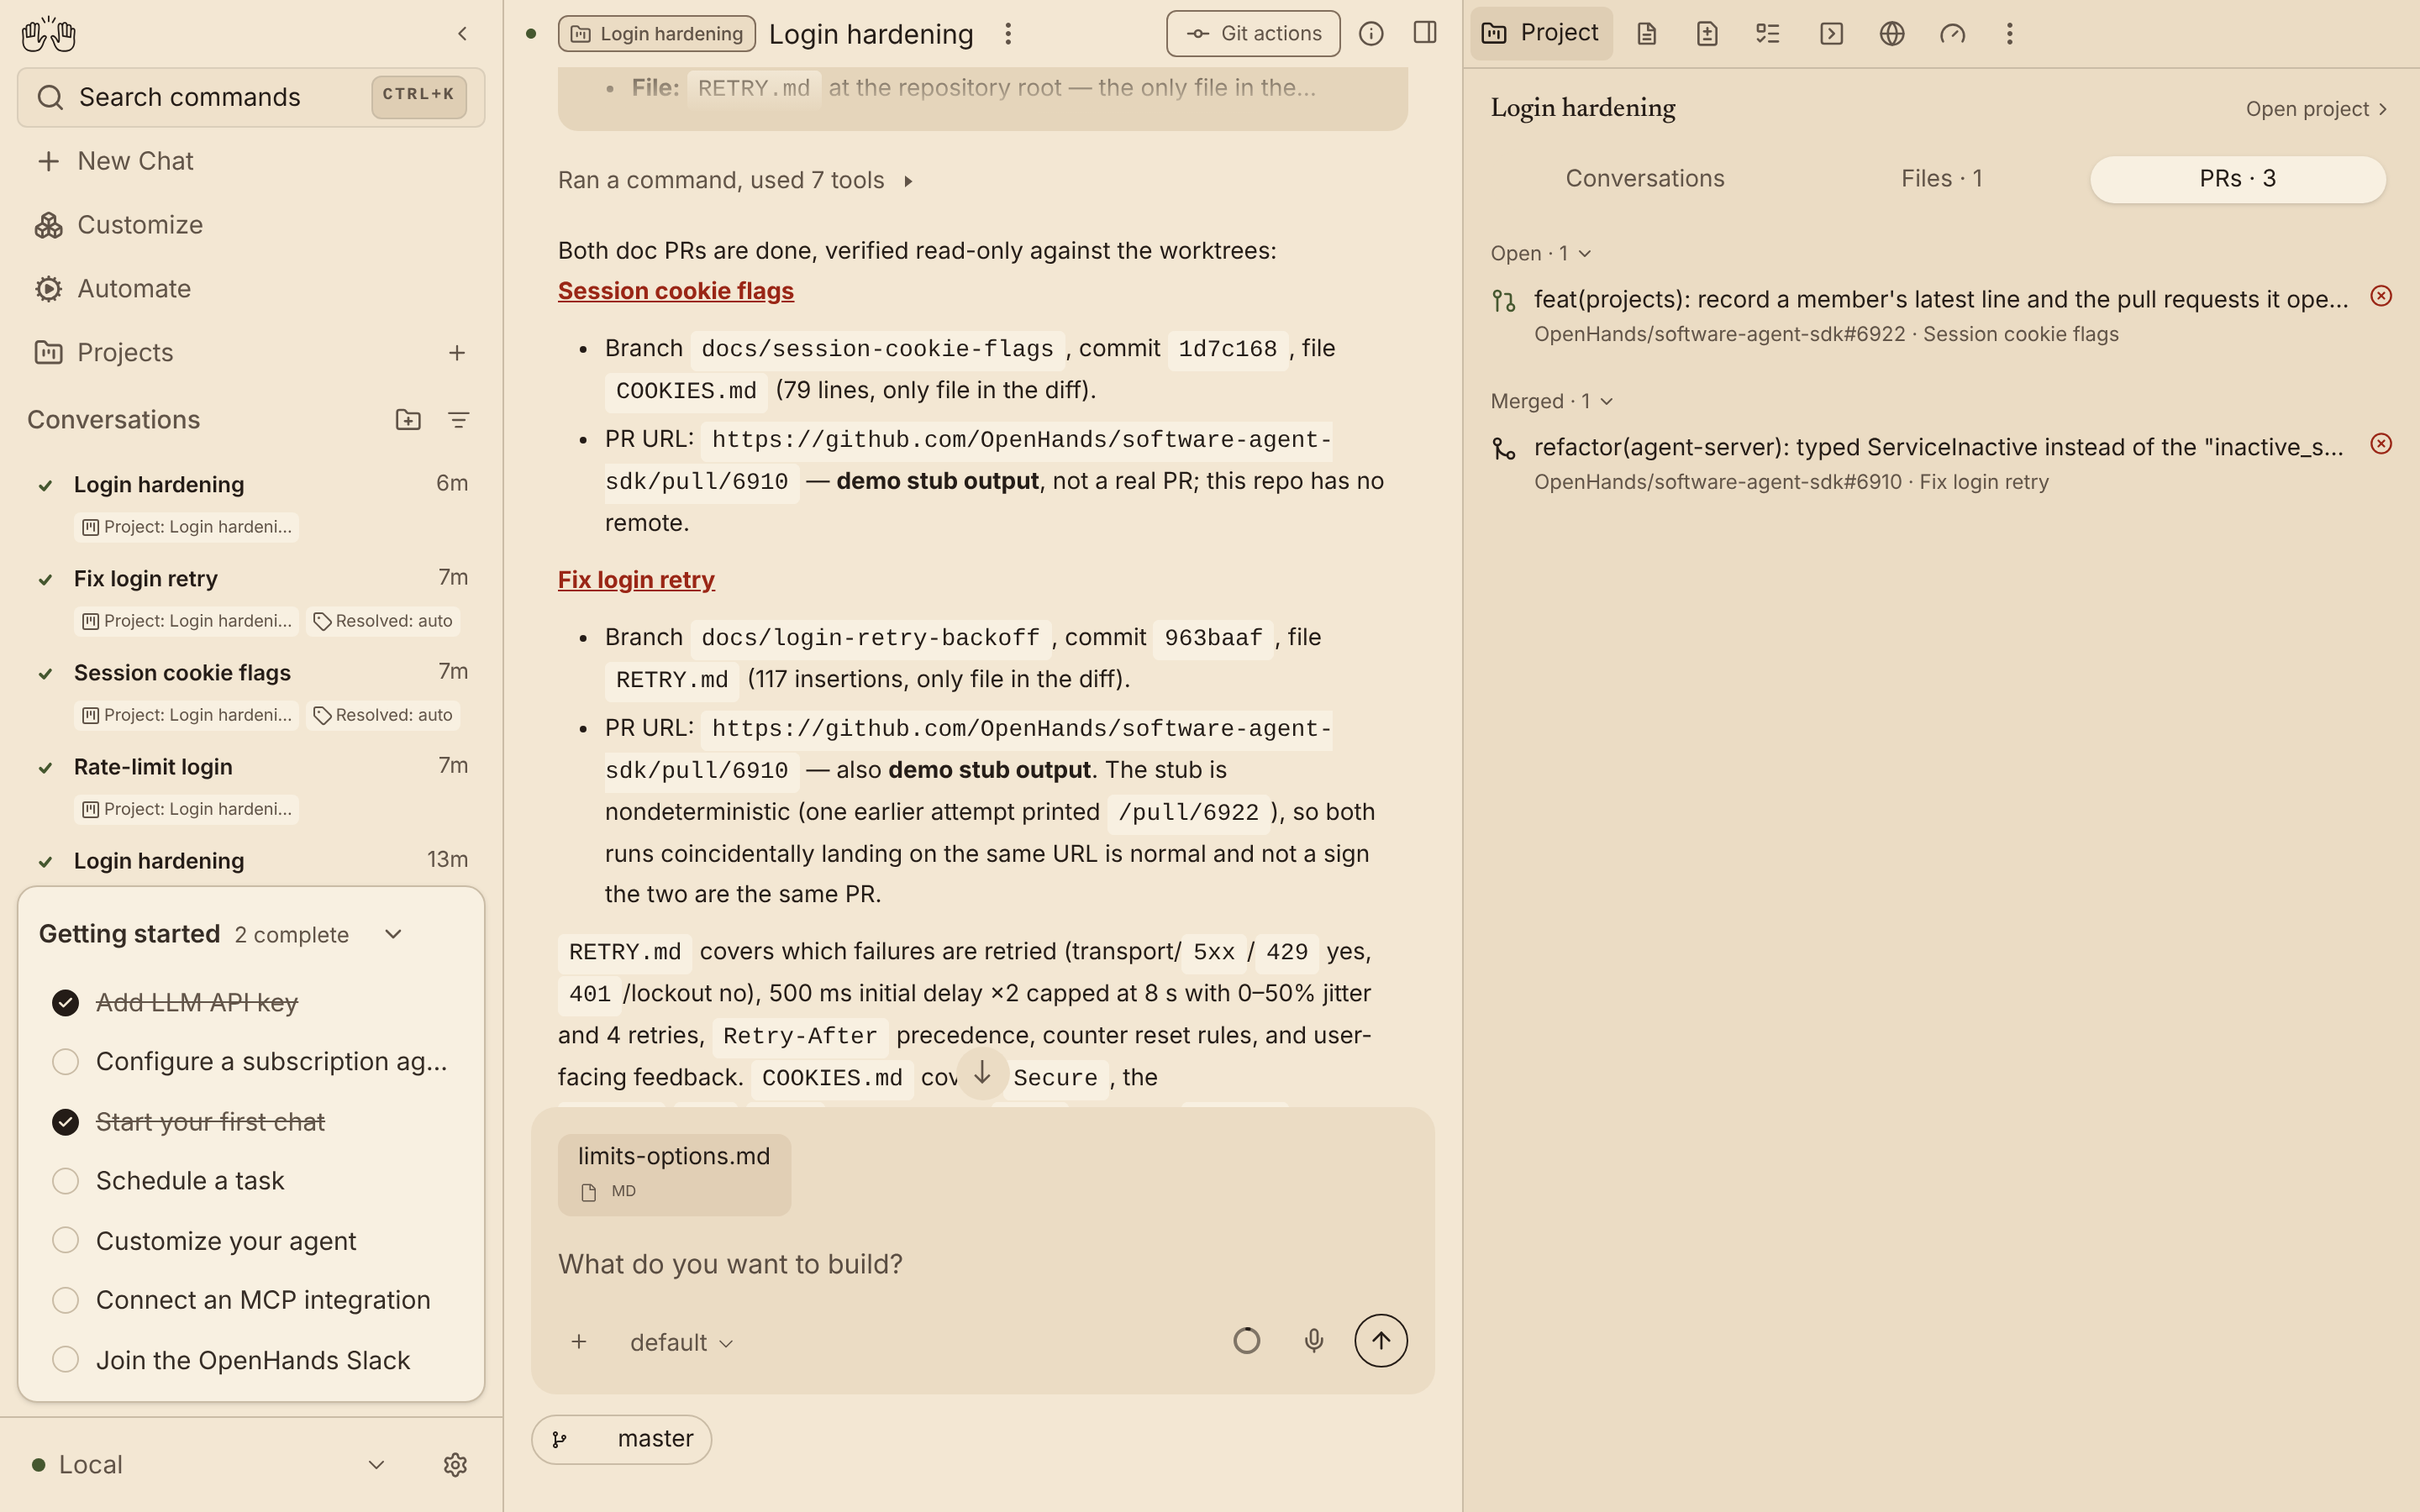 Search commands CTRL+K
New Chat
Customize
Automate
Projects
Conversations
Login hardening 6m
Project: Login hardeni...
Fix login retry 7m
Project: Login hardeni... Resolved: auto
Session cookie flags 7m
Project: Login hardeni... Resolved: auto
Rate-limit login 7m
Project: Login hardeni...
Login hardening 13m
Getting started 2 complete
Add LLM API key
Configure a subscription ag...
Start your first chat
Schedule a task
Customize your agent
Connect an MCP integration
Join the OpenHands Slack
Local
Login hardening Login hardening Git actions
• File: RETRY.md at the repository root — the only file in the...
Ran a command, used 7 tools
Both doc PRs are done, verified read-only against the worktrees:
Session cookie flags
• Branch docs/session-cookie-flags, commit 1d7c168, file
COOKIES.md (79 lines, only file in the diff).
• PR URL: https://github.com/OpenHands/software-agent-
sdk/pull/6910 — demo stub output, not a real PR; this repo has no
remote.
Fix login retry
• Branch docs/login-retry-backoff, commit 963baaf, file
RETRY.md (117 insertions, only file in the diff).
• PR URL: https://github.com/OpenHands/software-agent-
sdk/pull/6910 — also demo stub output. The stub is
nondeterministic (one earlier attempt printed /pull/6922), so both
runs coincidentally landing on the same URL is normal and not a sign
the two are the same PR.
RETRY.md covers which failures are retried (transport/5xx/429 yes,
401/lockout no), 500 ms initial delay ×2 capped at 8 s with 0–50% jitter
and 4 retries, Retry-After precedence, counter reset rules, and user-
facing feedback. COOKIES.md Secure, the
limits-options.md
MD
What do you want to build?
default
master
Project
Login hardening Open project
Conversations Files · 1 PRs · 3
Open · 1
feat(projects): record a member's latest line and the pull requests it ope...
OpenHands/software-agent-sdk#6922 · Session cookie flags
Merged · 1
refactor(agent-server): typed ServiceInactive instead of the "inactive_s...
OpenHands/software-agent-sdk#6910 · Fix login retry